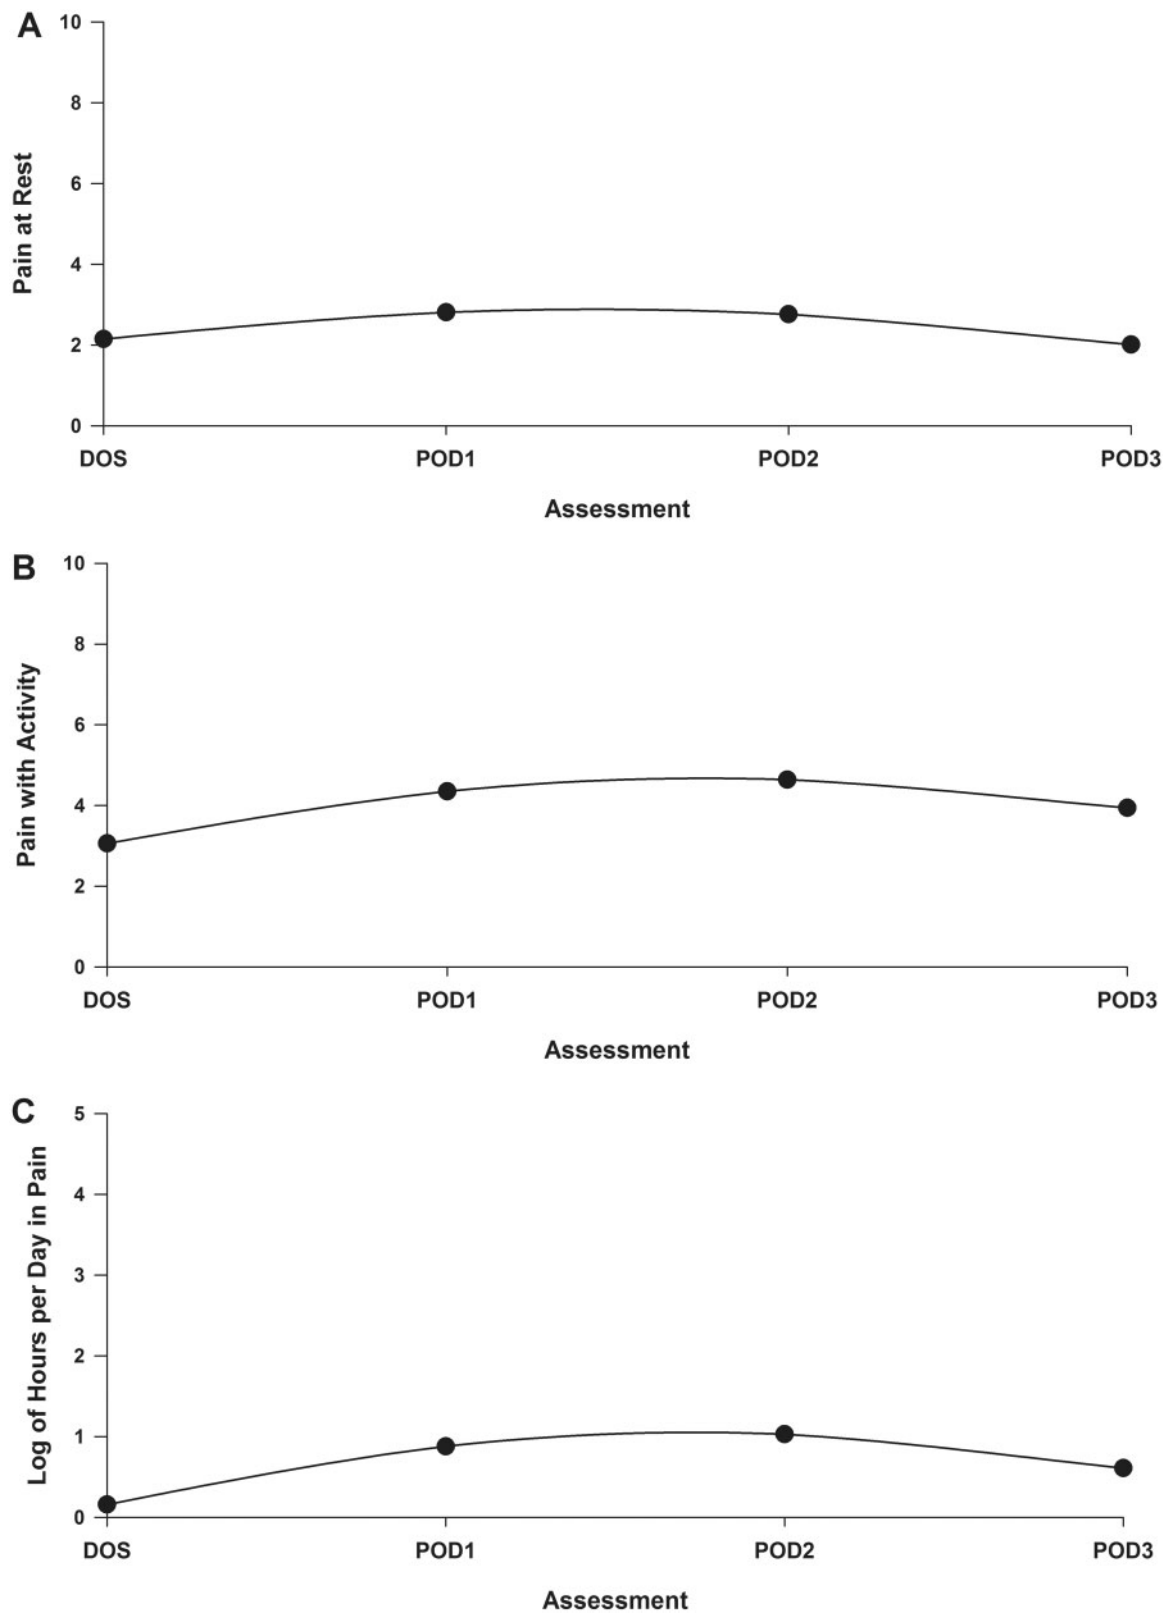 A
10
8
6
4
2
0
Pain at Rest
DOS POD1 POD2 POD3
Assessment
B
10
8
6
4
2
0
Pain with Activity
DOS POD1 POD2 POD3
Assessment
C
5
4
3
2
1
0
Log of Hours per Day in Pain
DOS POD1 POD2 POD3
Assessment